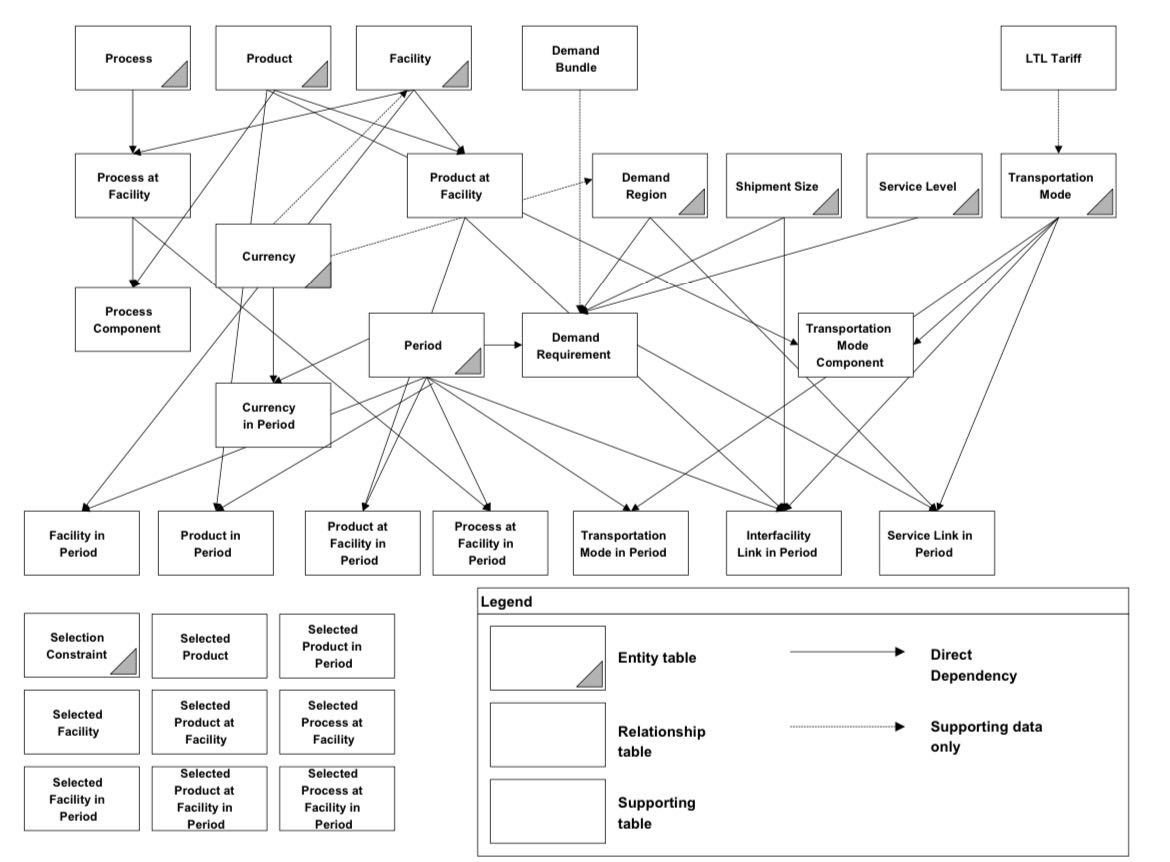 Process
Product
Facility
Demand
Bundle
LTL Tariff
Process at
Facility
Product at
Facility
Demand
Region
Shipment Size
Service Level
Transportation
Mode
Currency
Process
Component
Period
Demand
Requirement
Transportation
Mode
Component
Currency
in Period
Facility in
Period
Product in
Period
Product at
Facility in
Period
Process at
Facility in
Period
Transportation
Mode in Period
Interfacility
Link in Period
Service Link in
Period
Selection
Constraint
Selected
Product
Selected
Product in
Period
Selected
Facility
Selected
Product at
Facility
Selected
Process at
Facility
Selected
Facility in
Period
Selected
Product at
Facility in
Period
Selected
Process at
Facility in
Period
Legend
Entity table
Direct
Dependency
Relationship
table
Supporting data
only
Supporting
table